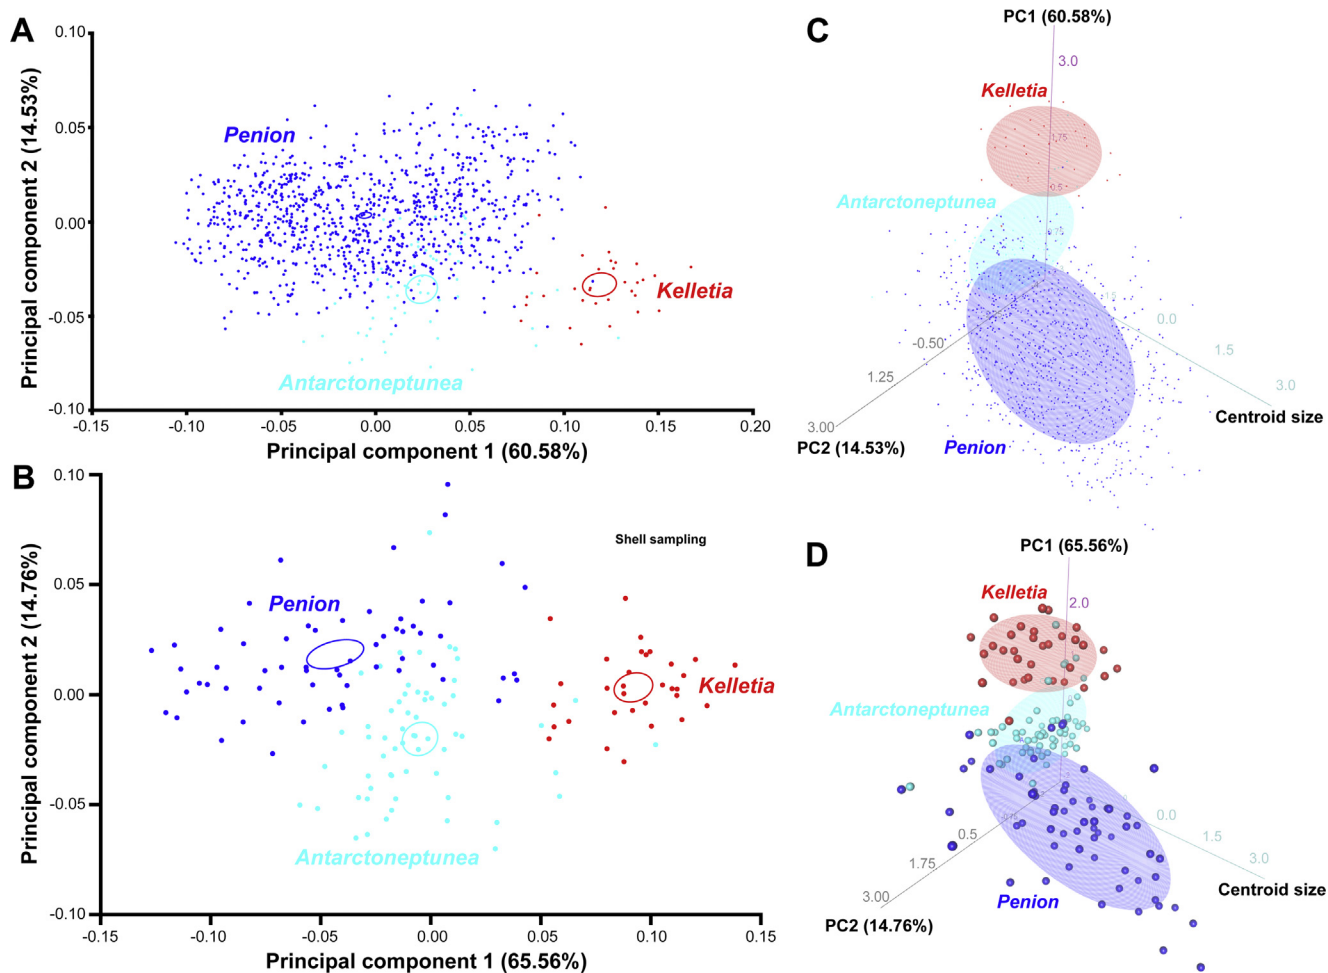 A
Principal component 2 (14.53%)
0.10
0.05
0.00
-0.05
-0.10
Penion
Kelletia
Antarctoneptunea
-0.15
-0.10
-0.05
0.00
0.05
0.10
0.15
0.20
Principal component 1 (60.58%)
B
Principal component 2 (14.76%)
0.10
0.05
0.00
-0.05
-0.10
Shell sampling
Penion
Kelletia
Antarctoneptunea
-0.15
-0.10
-0.05
0.00
0.05
0.10
0.15
Principal component 1 (65.56%)
C
PC1 (60.58%)
3.0
Kelletia
1.75
0.5
Antarctoneptunea
-0.50
0.0
1.25
1.5
3.0
3.00
Centroid size
PC2 (14.53%)
Penion
D
PC1 (65.56%)
2.0
Kelletia
Antarctoneptunea
0.0
0.5
1.5
1.75
3.0
3.00
Centroid size
Penion
PC2 (14.76%)